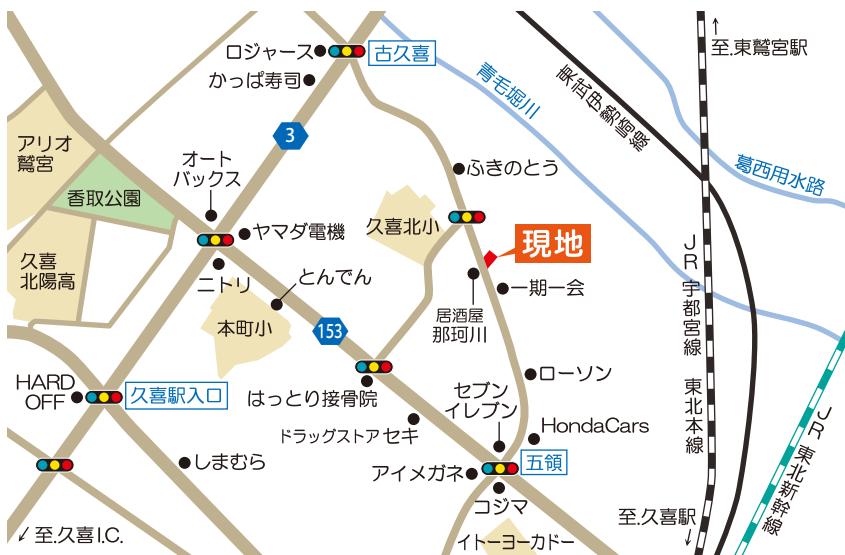 ↑
至.東鷲宮駅
ロジャース
古久喜
かっぱ寿司
青毛堀川
東武伊勢崎線
3
アリオ
鷲宮
オート
バックス
ふきのとう
葛西用水路
香取公園
久喜北小
ヤマダ電機
現地
久喜
北陽高
ニトリ
とんでん
一期一会
居酒屋
那珂川
本町小
153
JR 宇都宮線 東北本線
HARD
OFF
久喜駅入口
はっとり接骨院
セブン
イレブン
ローソン
ドラッグストア セキ
HondaCars
JR 東北新幹線
しまむら
アイメガネ
五領
コジマ
至.久喜駅
↓
↙ 至.久喜I.C.
イトーヨーカドー